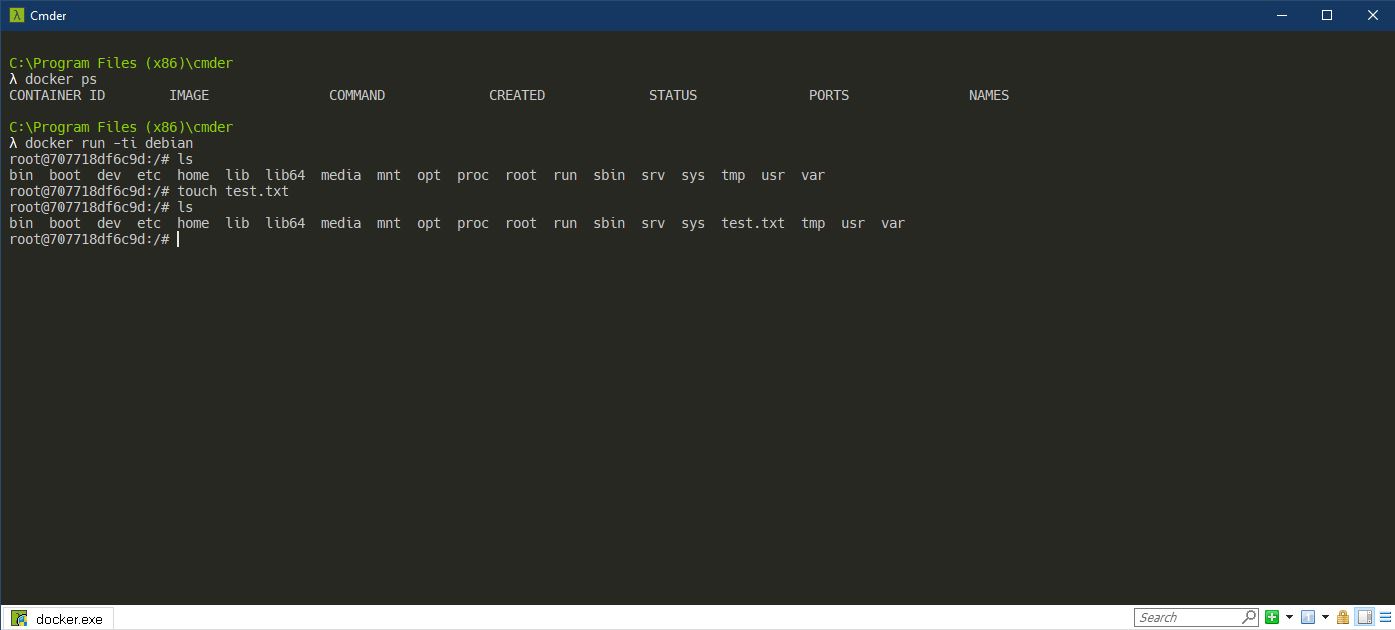 Cmder
C:\Program Files (x86)\cmder
λ docker ps
CONTAINER ID        IMAGE               COMMAND             CREATED             STATUS              PORTS               NAMES
C:\Program Files (x86)\cmder
λ docker run -ti debian
root@707718df6c9d:/# ls
bin  boot  dev  etc  home  lib  lib64  media  mnt  opt  proc  root  run  sbin  srv  sys  tmp  usr  var
root@707718df6c9d:/# touch test.txt
root@707718df6c9d:/# ls
bin  boot  dev  etc  home  lib  lib64  media  mnt  opt  proc  root  run  sbin  srv  sys  test.txt  tmp  usr  var
root@707718df6c9d:/#
docker.exe
Search